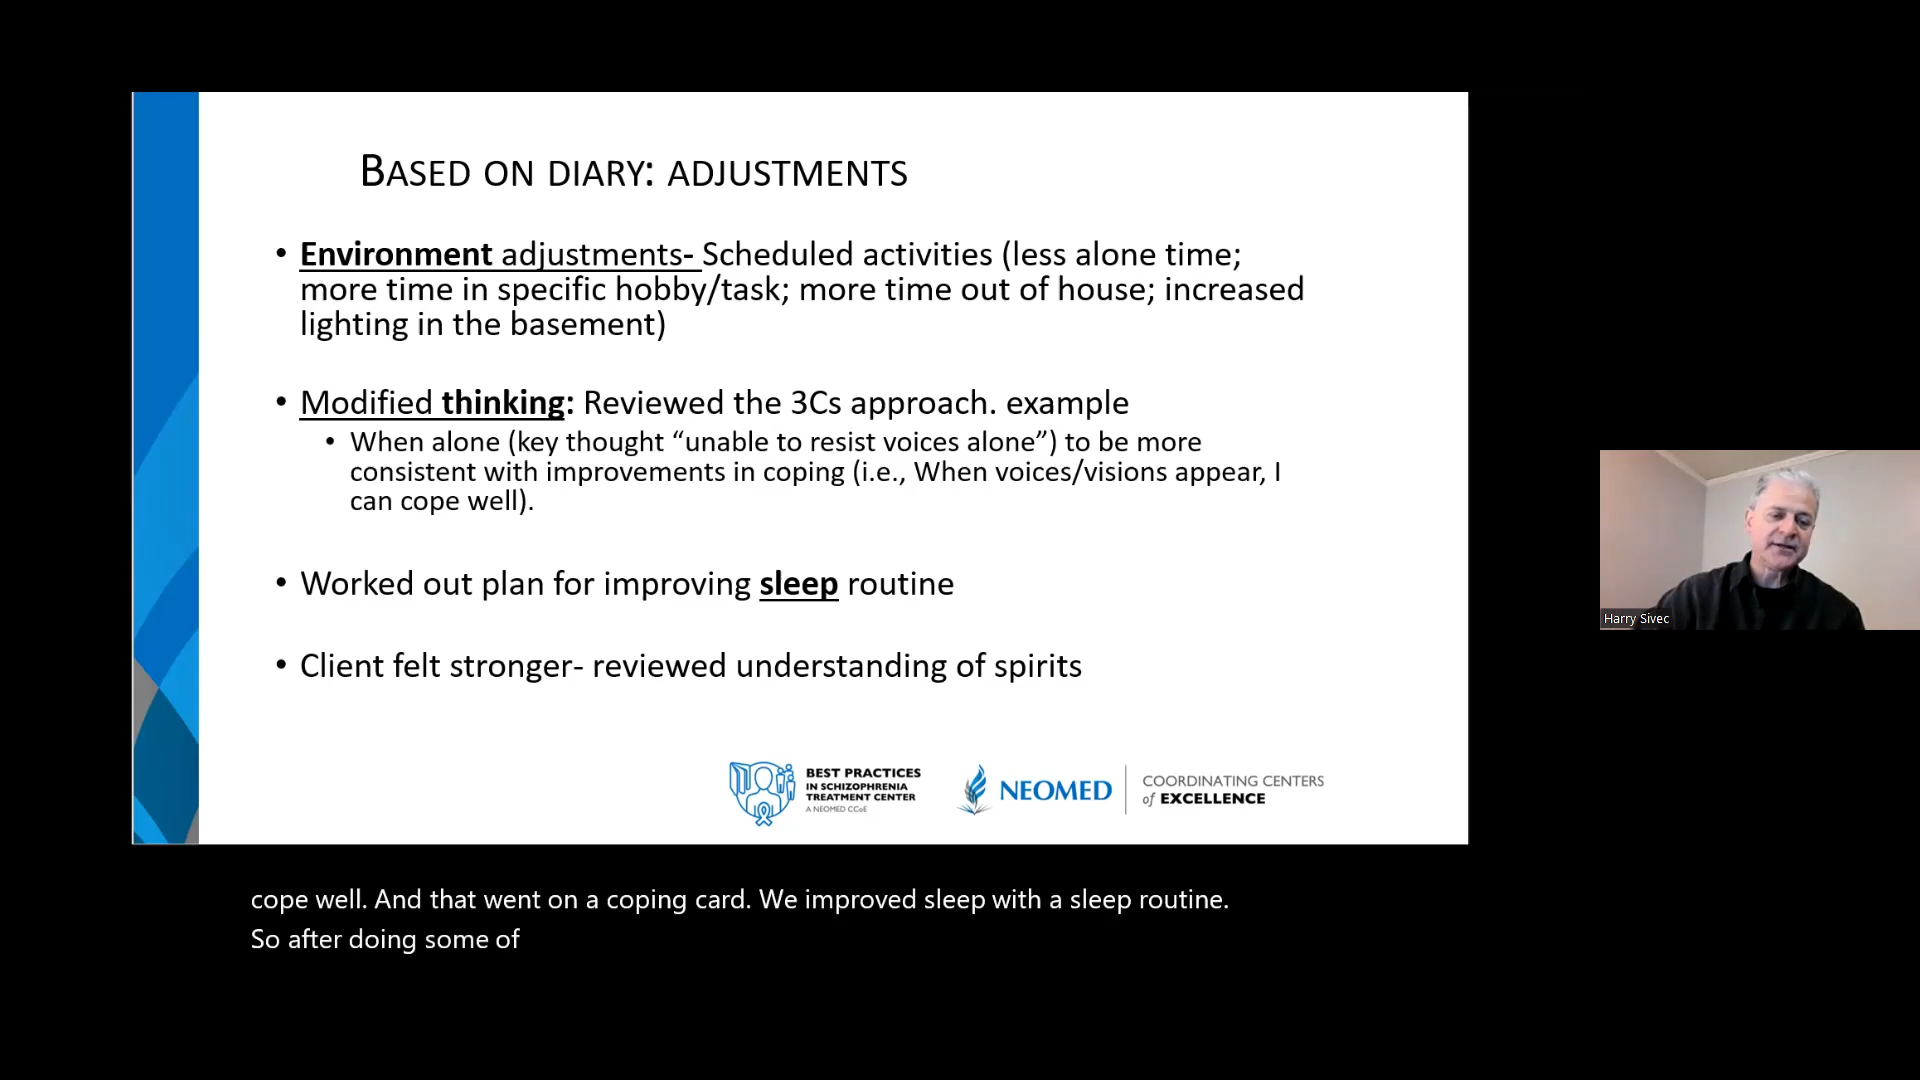 BASED ON DIARY: ADJUSTMENTS
• Environment adjustments- Scheduled activities (less alone time;
more time in specific hobby/task; more time out of house; increased
lighting in the basement)
• Modified thinking: Reviewed the 3Cs approach. example
• When alone (key thought “unable to resist voices alone”) to be more
consistent with improvements in coping (i.e., When voices/visions appear, I
can cope well).
• Worked out plan for improving sleep routine
• Client felt stronger- reviewed understanding of spirits
BEST PRACTICES
IN SCHIZOPHRENIA
TREATMENT CENTER
A NEOMED CCoE
NEOMED
COORDINATING CENTERS
of EXCELLENCE
Harry Sivec
cope well. And that went on a coping card. We improved sleep with a sleep routine.
So after doing some of